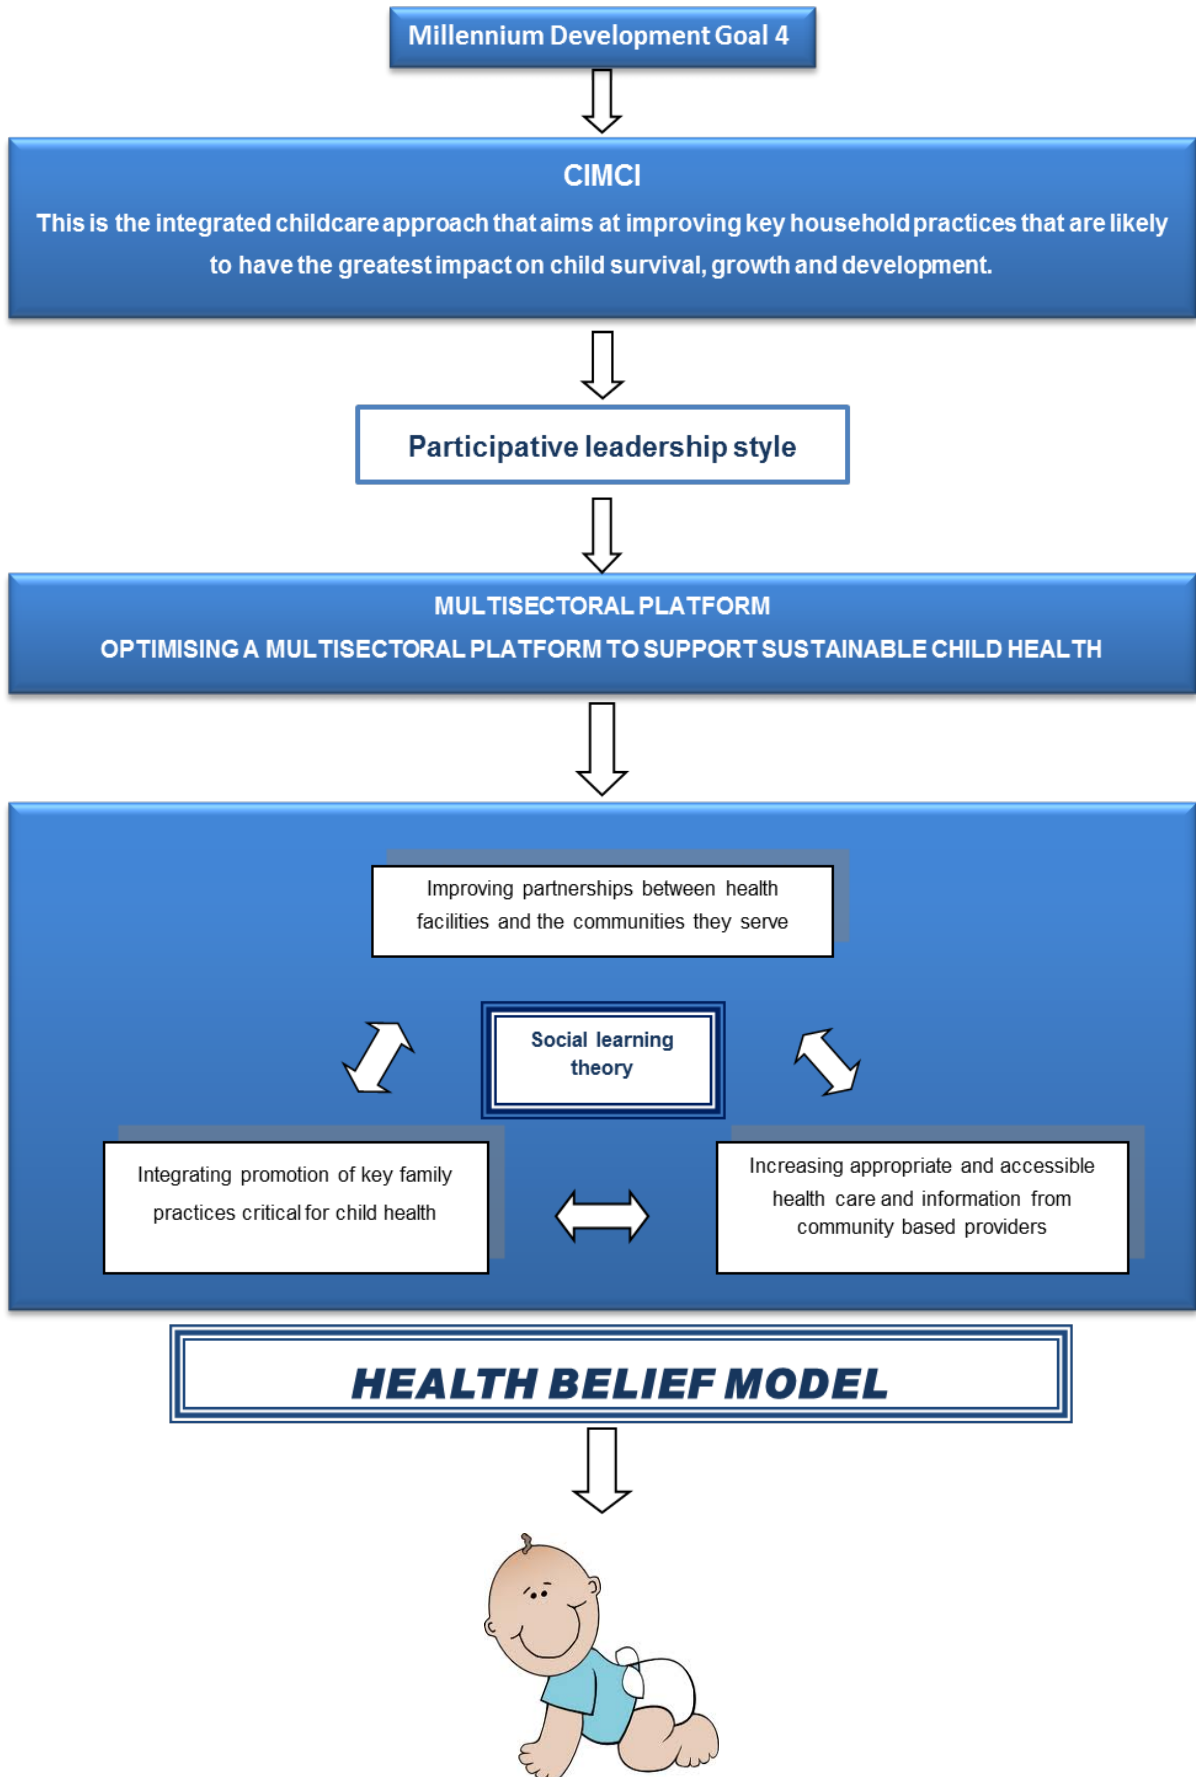 Millennium Development Goal 4
CIMCI
This is the integrated childcare approach that aims at improving key household practices that are likely
to have the greatest impact on child survival, growth and development.
Participative leadership style
MULTISECTORAL PLATFORM
OPTIMISING A MULTISECTORAL PLATFORM TO SUPPORT SUSTAINABLE CHILD HEALTH
Improving partnerships between health
facilities and the communities they serve
Social learning
theory
Integrating promotion of key family
practices critical for child health
Increasing appropriate and accessible
health care and information from
community based providers
HEALTH BELIEF MODEL